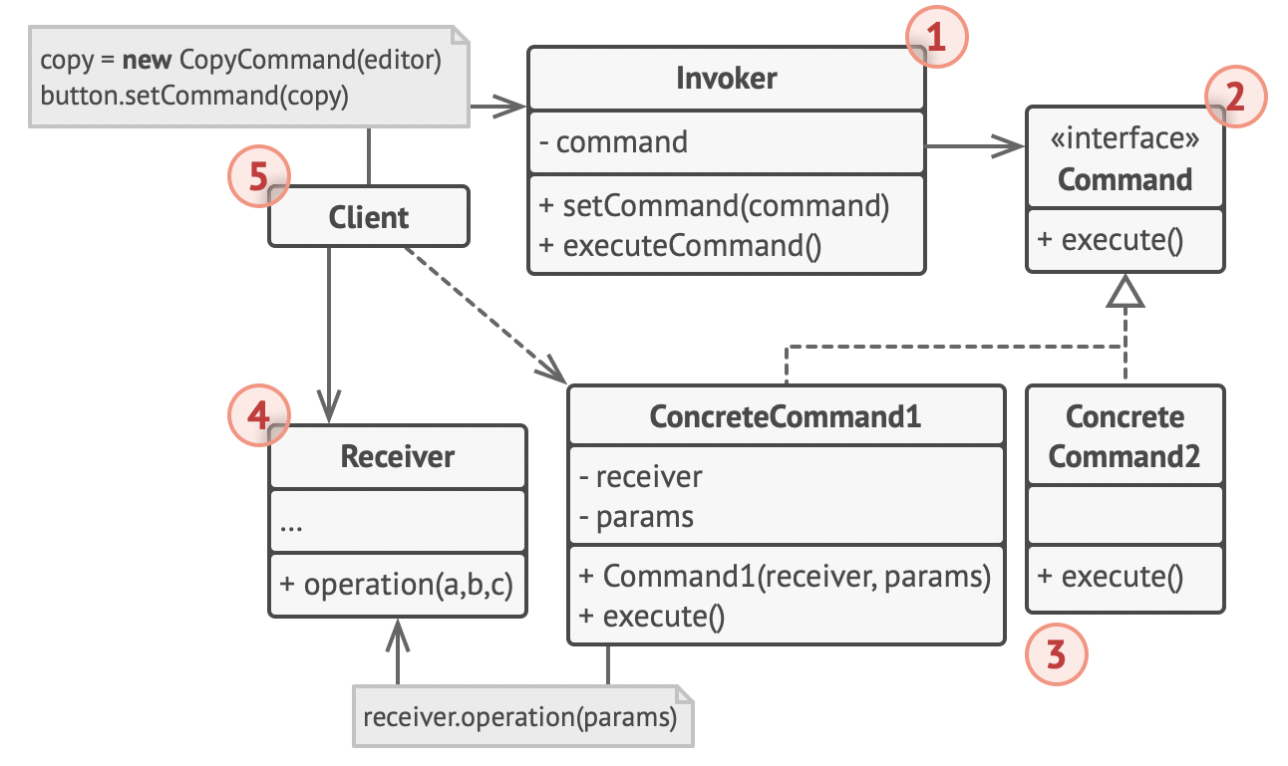 copy = new CopyCommand(editor)
button.setCommand(copy)
1
Invoker
- command
+ setCommand(command)
+ executeCommand()
2
«interface»
Command
+ execute()
5
Client
4
Receiver
...
+ operation(a,b,c)
ConcreteCommand1
- receiver
- params
+ Command1(receiver, params)
+ execute()
Concrete
Command2
+ execute()
3
receiver.operation(params)